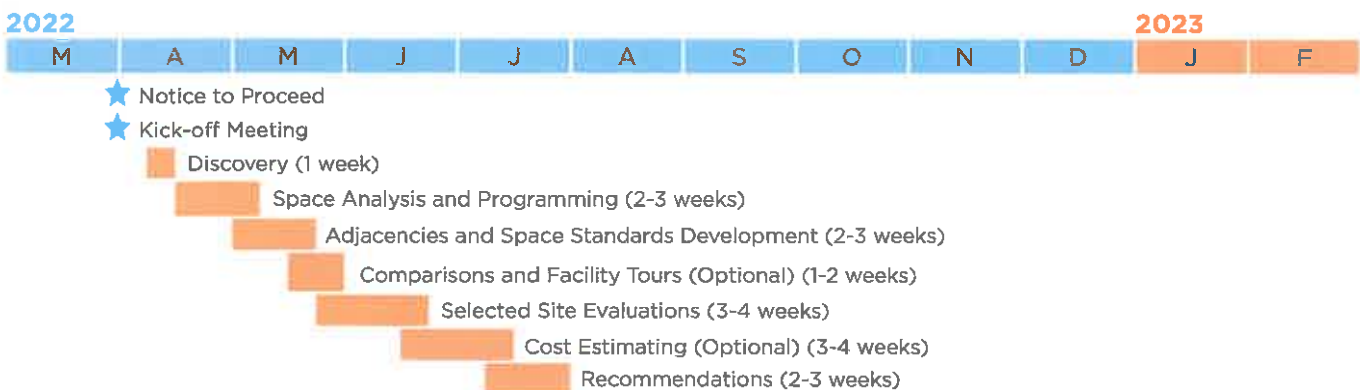 2022 2023
M A M J J A S O N D J F
Notice to Proceed
Kick-off Meeting
Discovery (1 week)
Space Analysis and Programming (2-3 weeks)
Adjacencies and Space Standards Development (2-3 weeks)
Comparisons and Facility Tours (Optional) (1-2 weeks)
Selected Site Evaluations (3-4 weeks)
Cost Estimating (Optional) (3-4 weeks)
Recommendations (2-3 weeks)